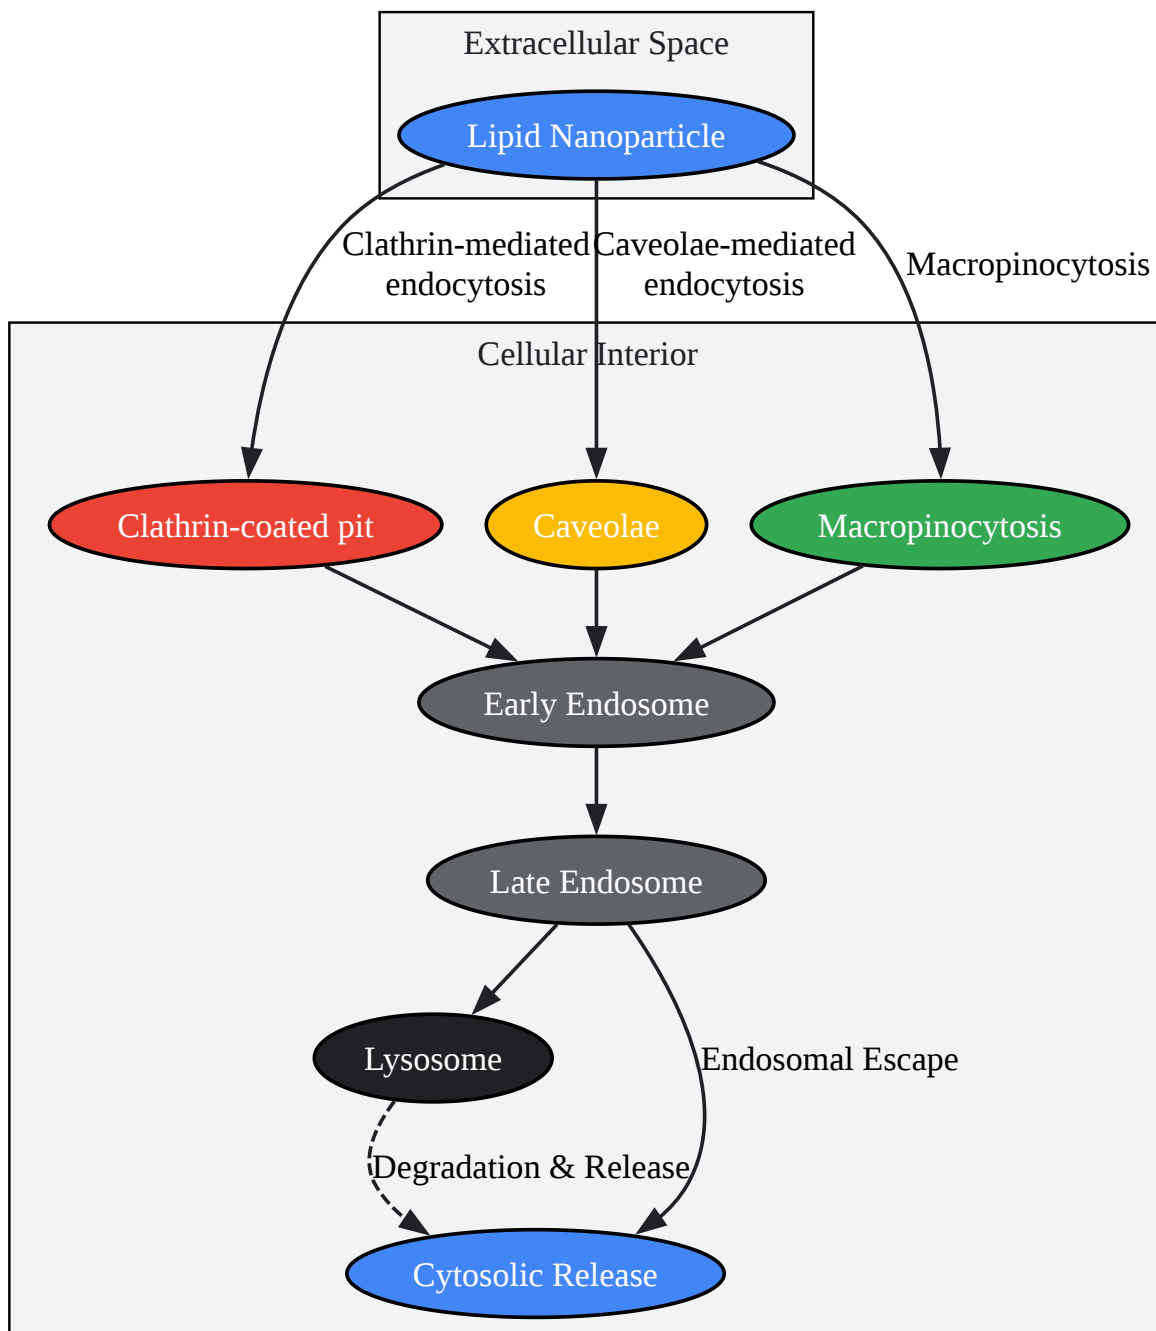 Extracellular Space
Lipid Nanoparticle
Clathrin-mediated
endocytosis
Caveolae-mediated
endocytosis
Macropinocytosis
Cellular Interior
Clathrin-coated pit
Caveolae
Macropinocytosis
Early Endosome
Late Endosome
Lysosome
Endosomal Escape
Degradation & Release
Cytosolic Release